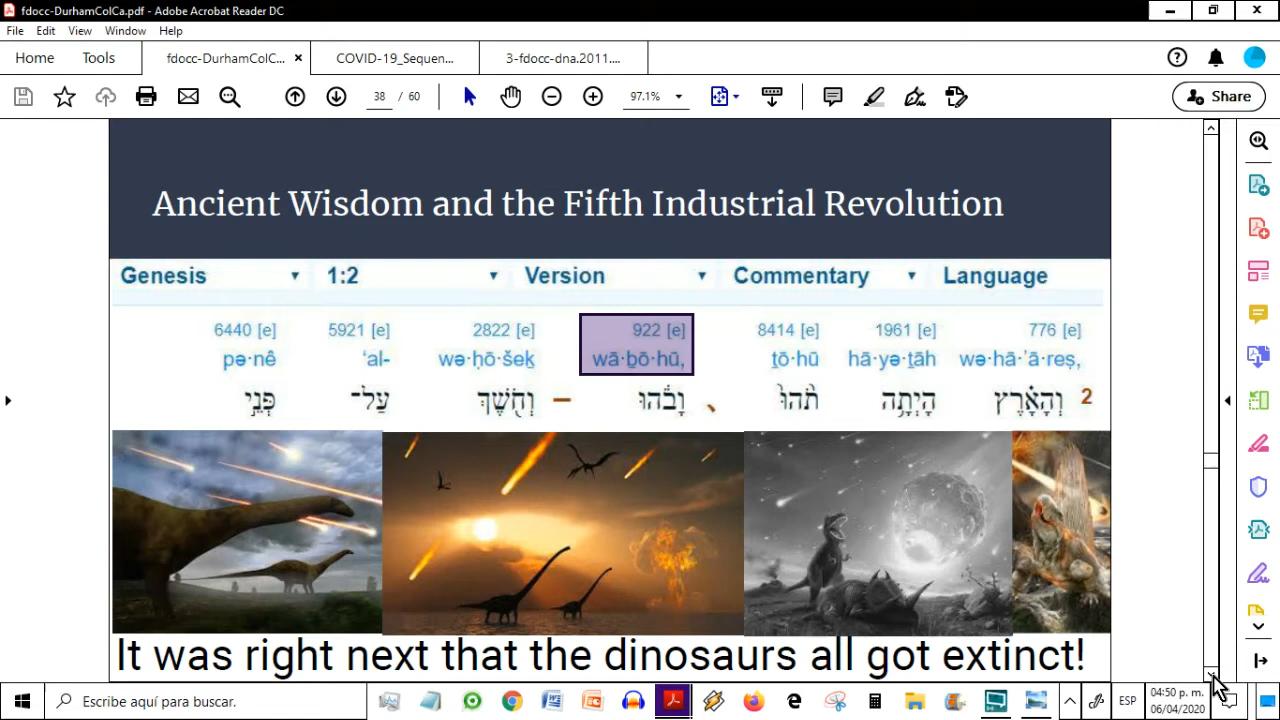 fdocc-DurhamColCa.pdf - Adobe Acrobat Reader DC
File Edit View Window Help
Home Tools fdocc-DurhamColC... × COVID-19_Sequen... 3-fdocc-dna.2011....
38 / 60 97.1% Share
Ancient Wisdom and the Fifth Industrial Revolution
Genesis 1:2 Version Commentary Language
6440 [e] 5921 [e] 2822 [e] 922 [e] 8414 [e] 1961 [e] 776 [e]
pə·nê ‘al- wə·ḥō·šeḵ wā·ḇō·hū, ṯō·hū hā·yə·ṯāh wə·hā·’ā·reṣ,
2 וְהָאָ֗רֶץ הָיְתָ֥ה תֹ֙הוּ֙ 、 וָבֹ֔הוּ – וְחֹ֖שֶׁךְ עַל־ פְּנֵ֣י
It was right next that the dinosaurs all got extinct!
Escribe aquí para buscar. ESP 04:50 p. m.
06/04/2020